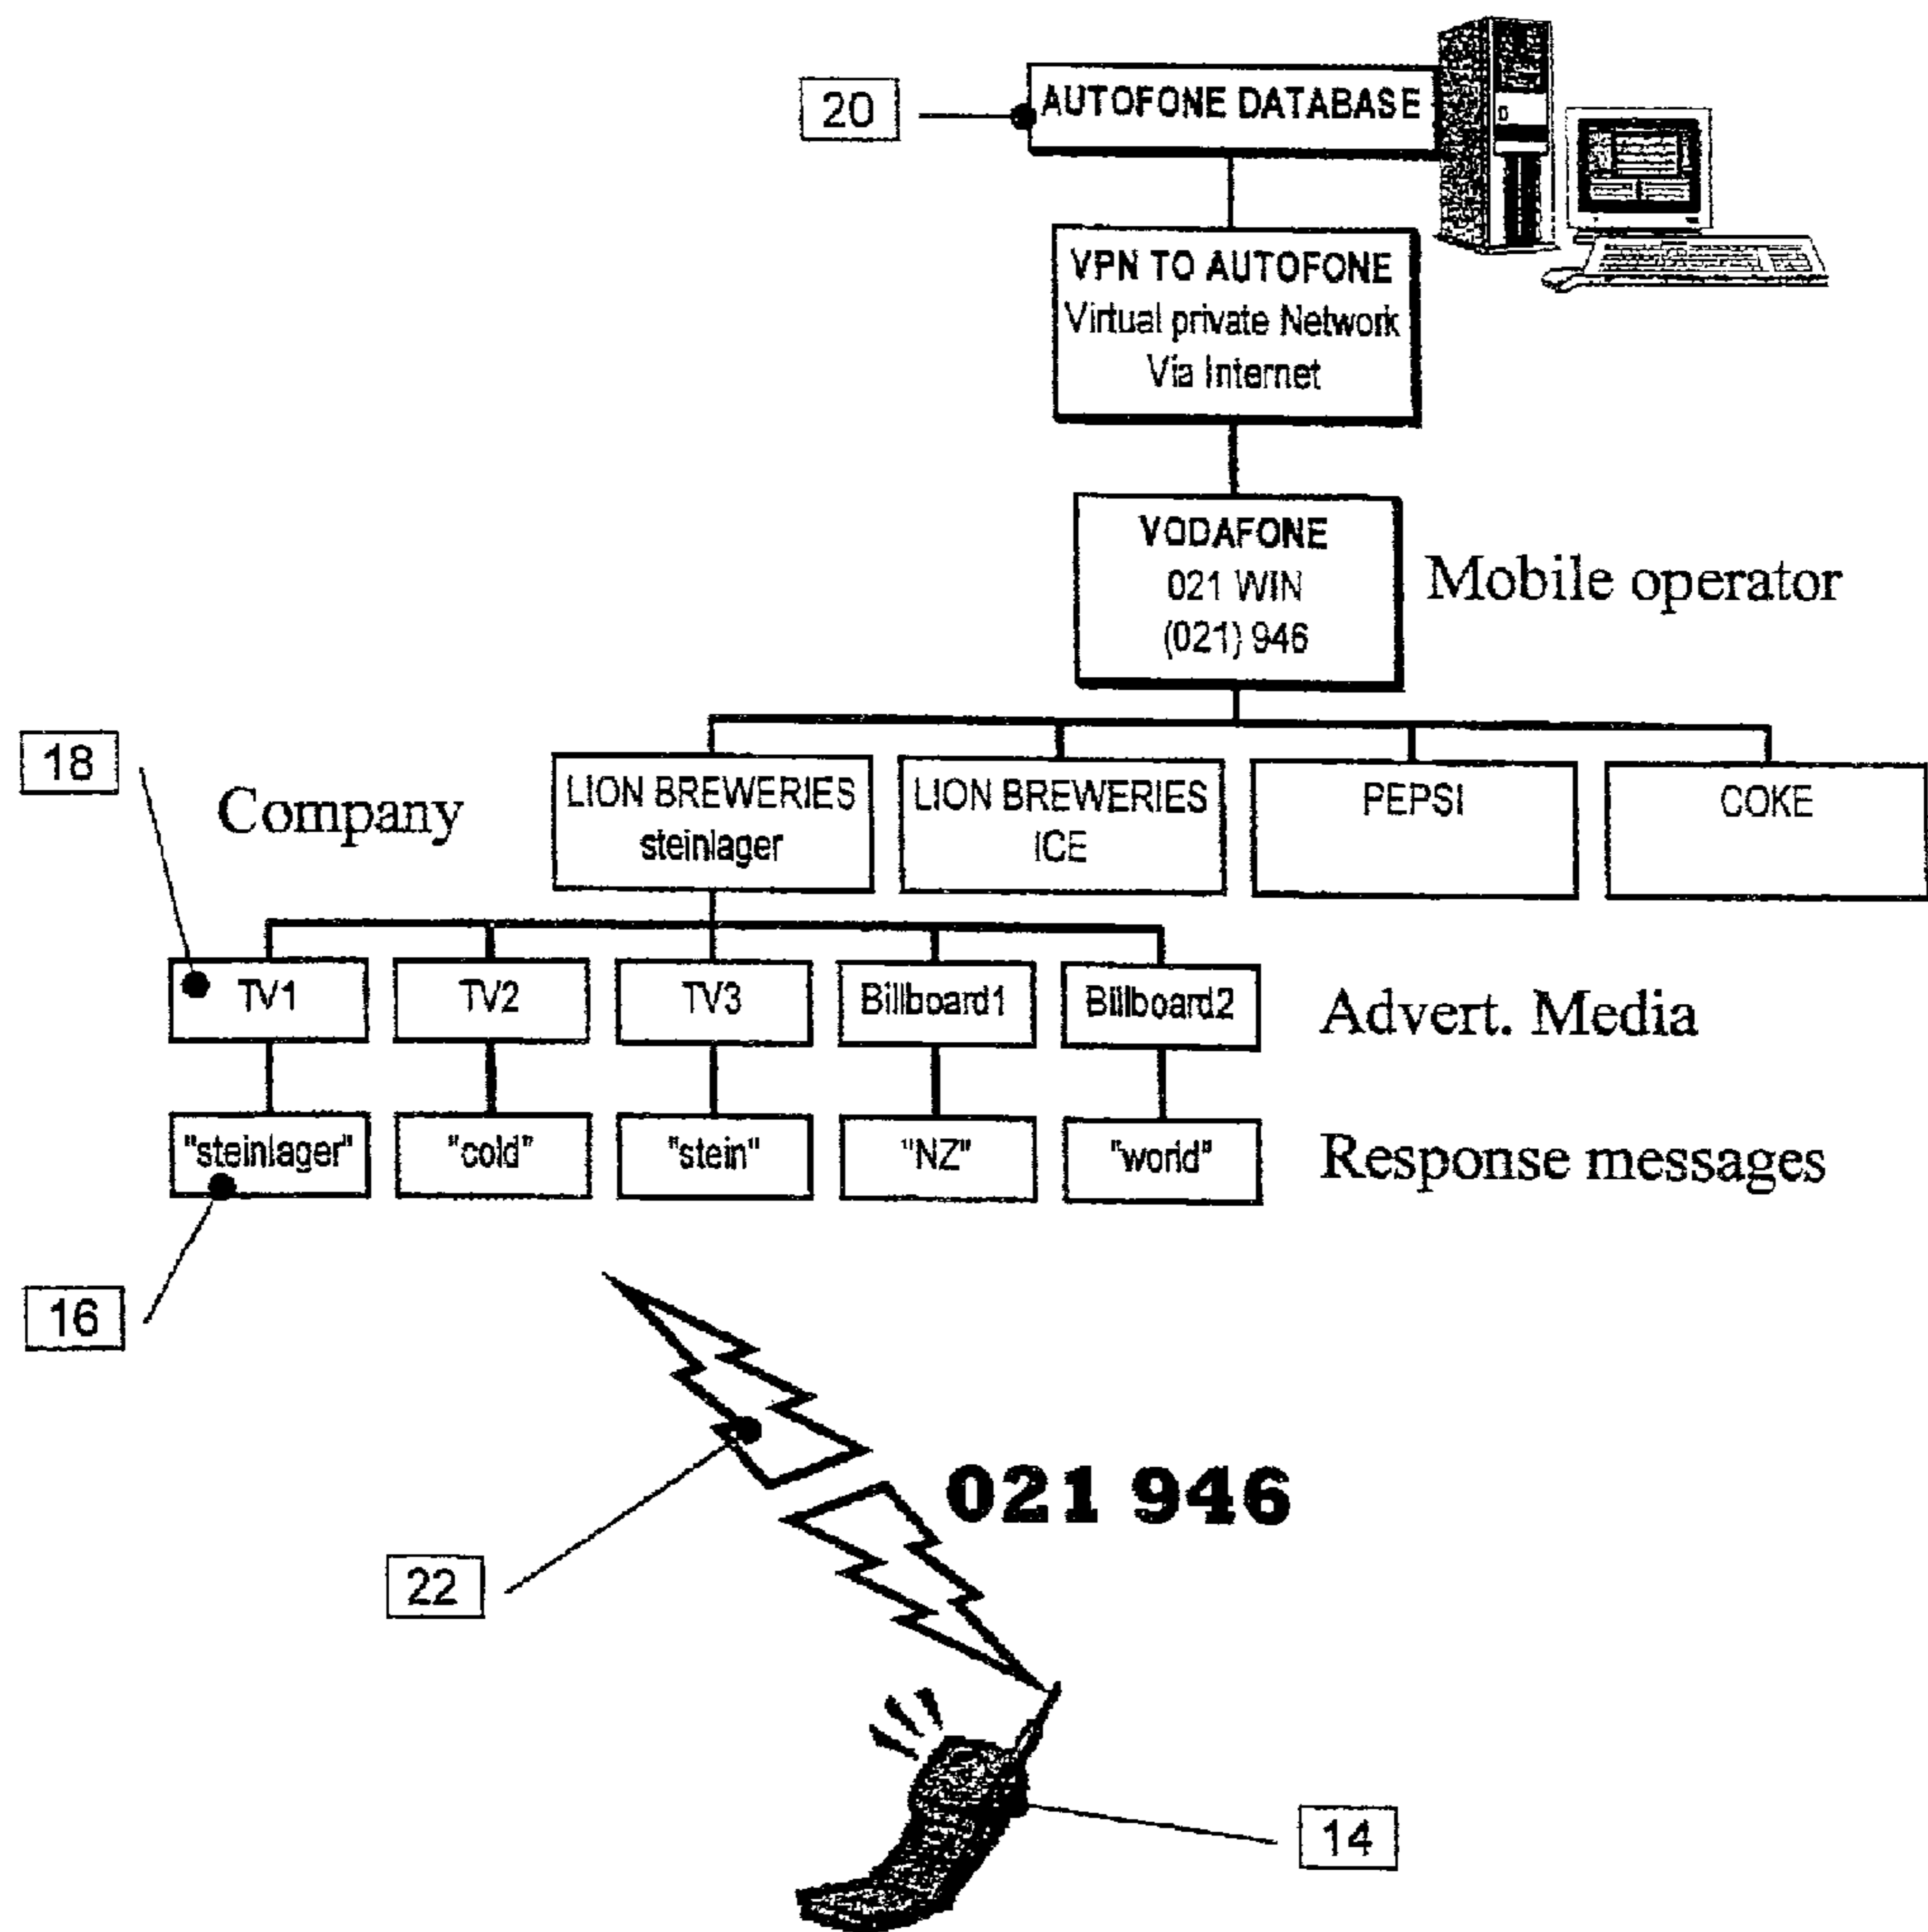 20
AUTOFONE DATABASE
VPN TO AUTOFONE
Virtual private Network
Via Internet
VODAFONE
021 WIN
(021) 946
Mobile operator
18
Company
LION BREWERIES
steinlager
LION BREWERIES
ICE
PEPSI
COKE
TV1
TV2
TV3
Billboard1
Billboard2
Advert. Media
"steinlager"
"cold"
"stein"
"NZ"
"world"
Response messages
16
021 946
22
14